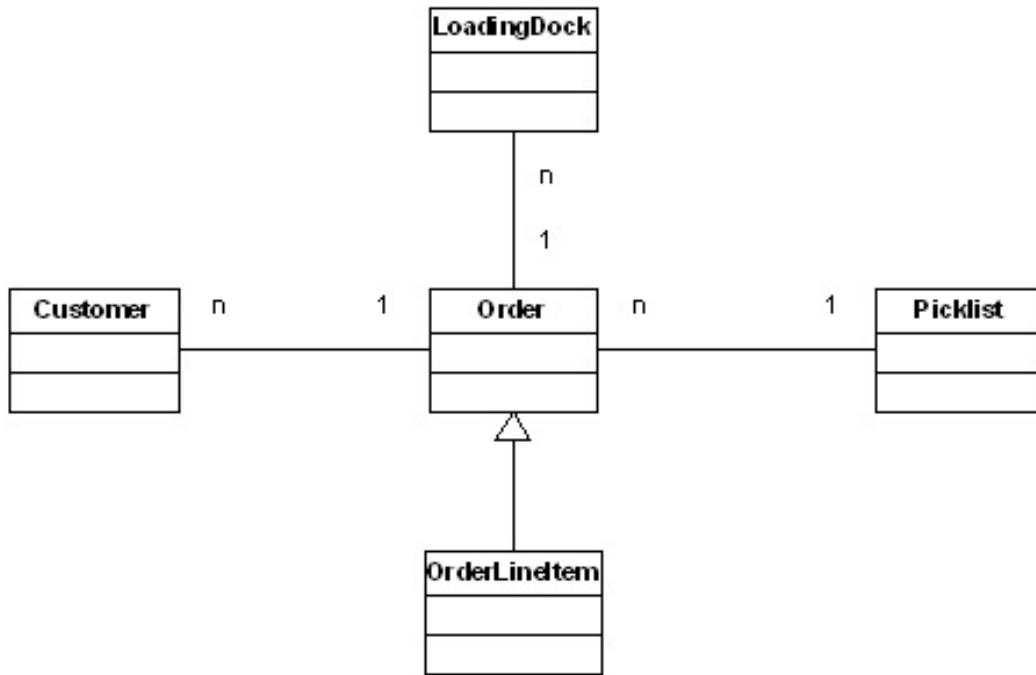 LoadingDock
n
1
Customer n 1 Order n 1 Picklist
OrderLineItem